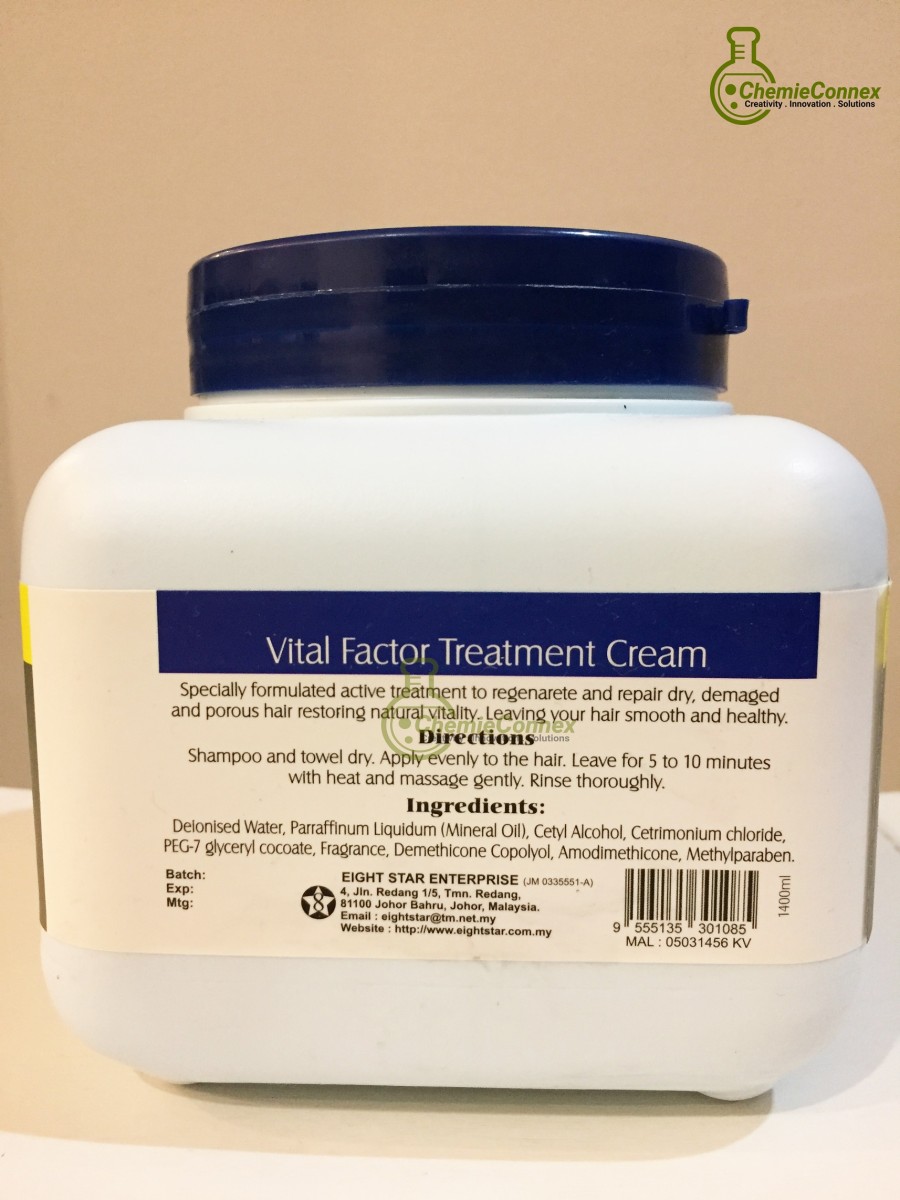 ChemieConnex
Creativity . Innovation . Solutions
Vital Factor Treatment Cream
Specially formulated active treatment to regenarete and repair dry, demaged
and porous hair restoring natural vitality. Leaving your hair smooth and healthy.
ChemieConnex
Creativity . Innovation . Solutions
Directions
Shampoo and towel dry. Apply evenly to the hair. Leave for 5 to 10 minutes
with heat and massage gently. Rinse thoroughly.
Ingredients:
Deionised Water, Parraffinum Liquidum (Mineral Oil), Cetyl Alcohol, Cetrimonium chloride,
PEG-7 glyceryl cocoate, Fragrance, Demethicone Copolyol, Amodimethicone, Methylparaben.
Batch:
Exp:
Mtg:
8
EIGHT STAR ENTERPRISE (JM 0335551-A)
4, Jln. Redang 1/5, Tmn. Redang,
81100 Johor Bahru, Johor, Malaysia.
Email : eightstar@tm.net.my
Website : http://www.eightstar.com.my
9 555135 301085
MAL : 05031456 KV
1400ml